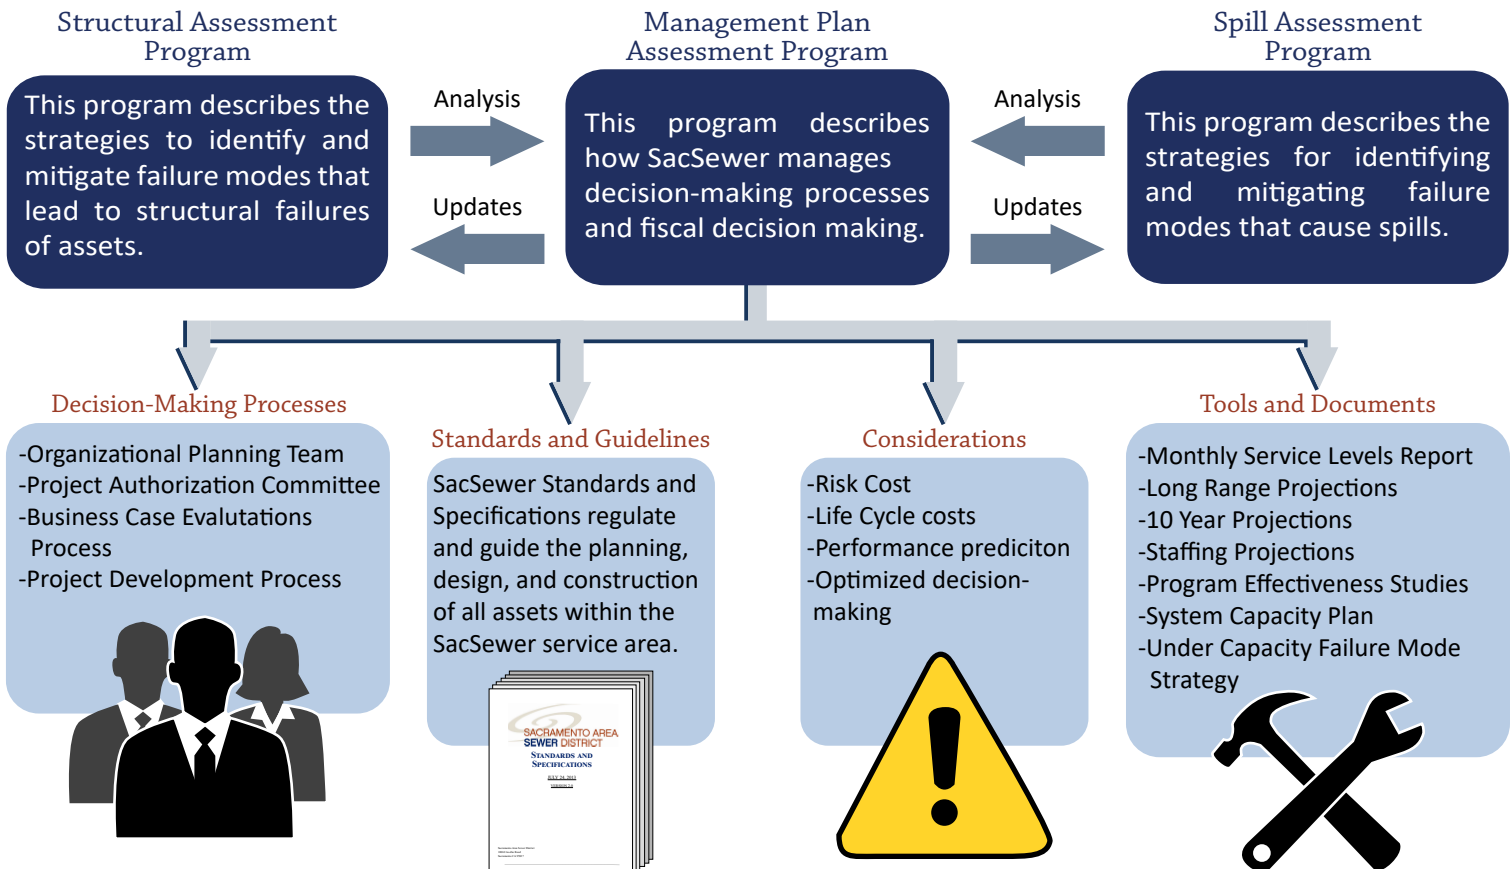 Structural Assessment
Program
This program describes the
strategies to identify and
mitigate failure modes that
lead to structural failures
of assets.
Analysis
Updates
Management Plan
Assessment Program
This program describes
how SacSewer manages
decision-making processes
and fiscal decision making.
Analysis
Updates
Spill Assessment
Program
This program describes the
strategies for identifying
and mitigating failure
modes that cause spills.
Decision-Making Processes
-Organizational Planning Team
-Project Authorization Committee
-Business Case Evalutations
Process
-Project Development Process
Standards and Guidelines
SacSewer Standards and
Specifications regulate
and guide the planning,
design, and construction
of all assets within the
SacSewer service area.
SACRAMENTO AREA
SEWER DISTRICT
STANDARDS AND
SPECIFICATIONS
Considerations
-Risk Cost
-Life Cycle costs
-Performance prediciton
-Optimized decision-
making
Tools and Documents
-Monthly Service Levels Report
-Long Range Projections
-10 Year Projections
-Staffing Projections
-Program Effectiveness Studies
-System Capacity Plan
-Under Capacity Failure Mode
Strategy